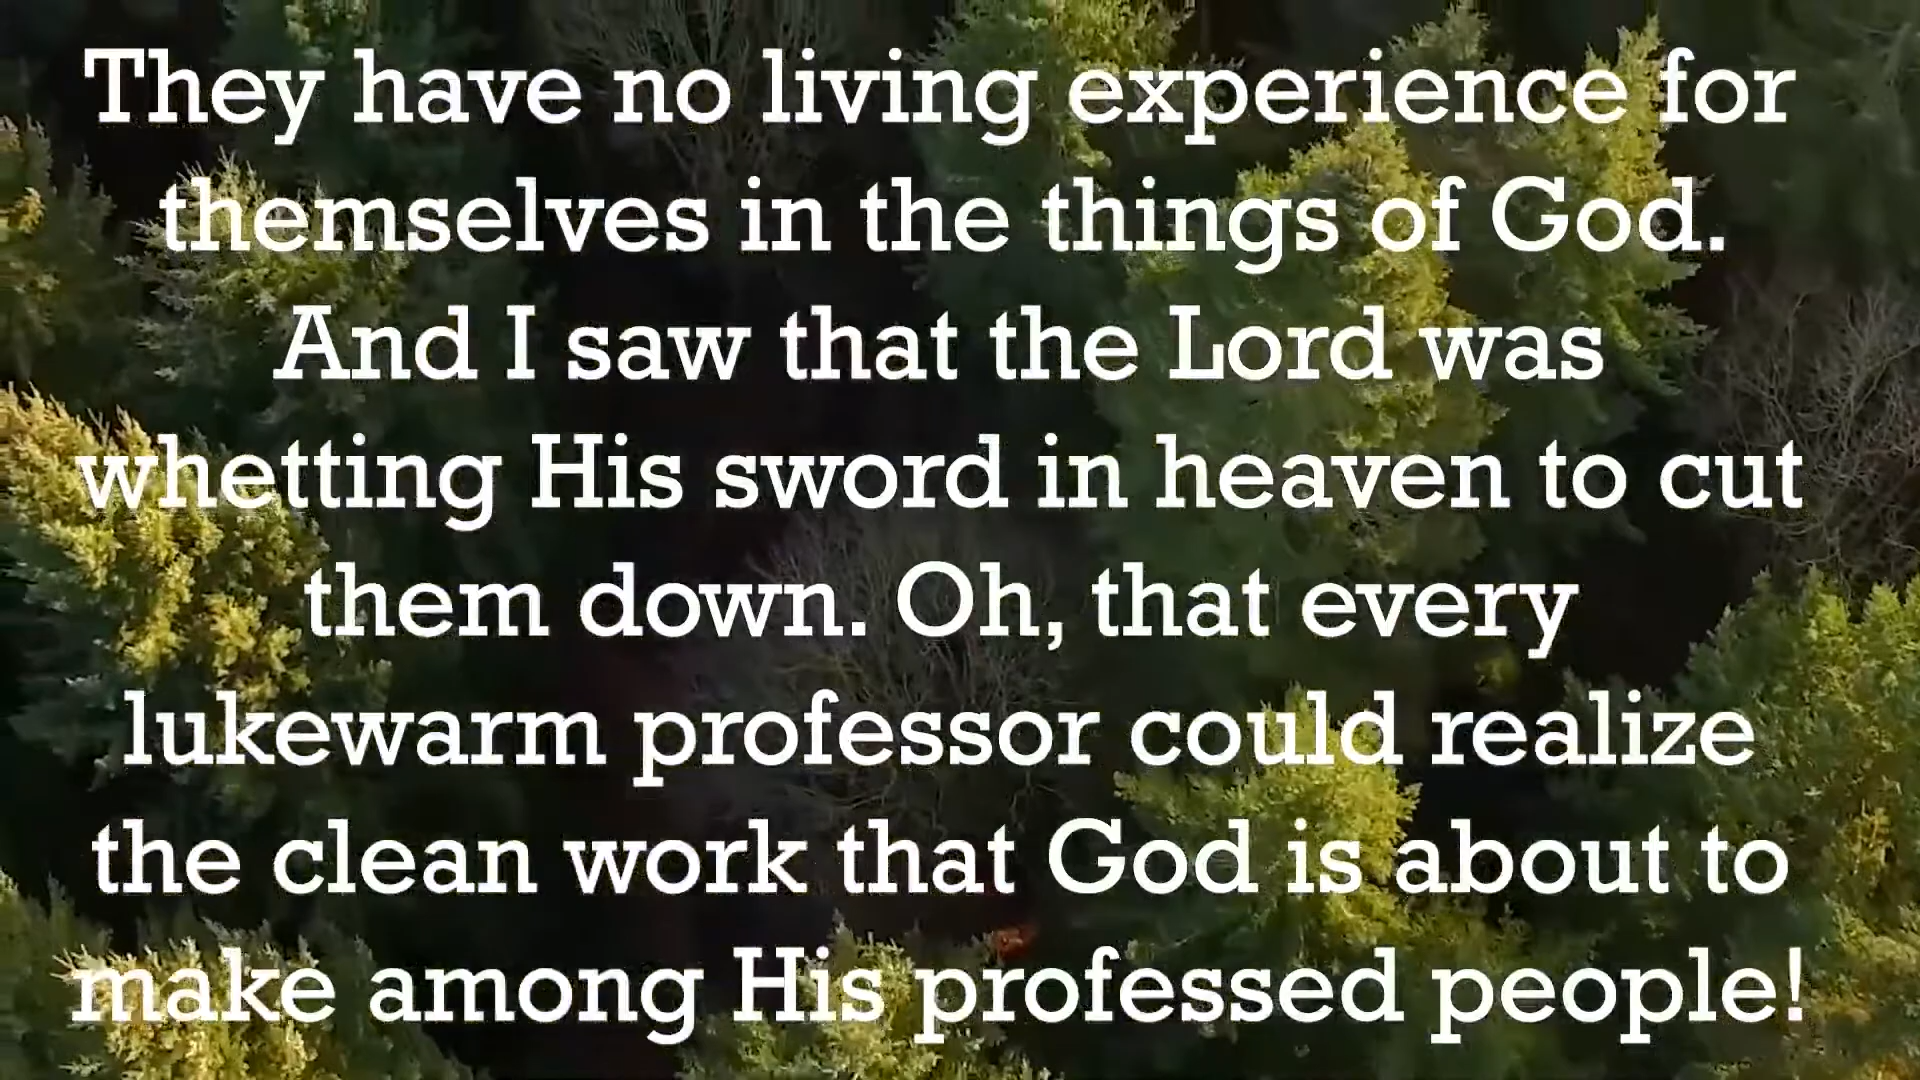 They have no living experience for
themselves in the things of God.
And I saw that the Lord was
whetting His sword in heaven to cut
them down. Oh, that every
lukewarm professor could realize
the clean work that God is about to
make among His professed people!